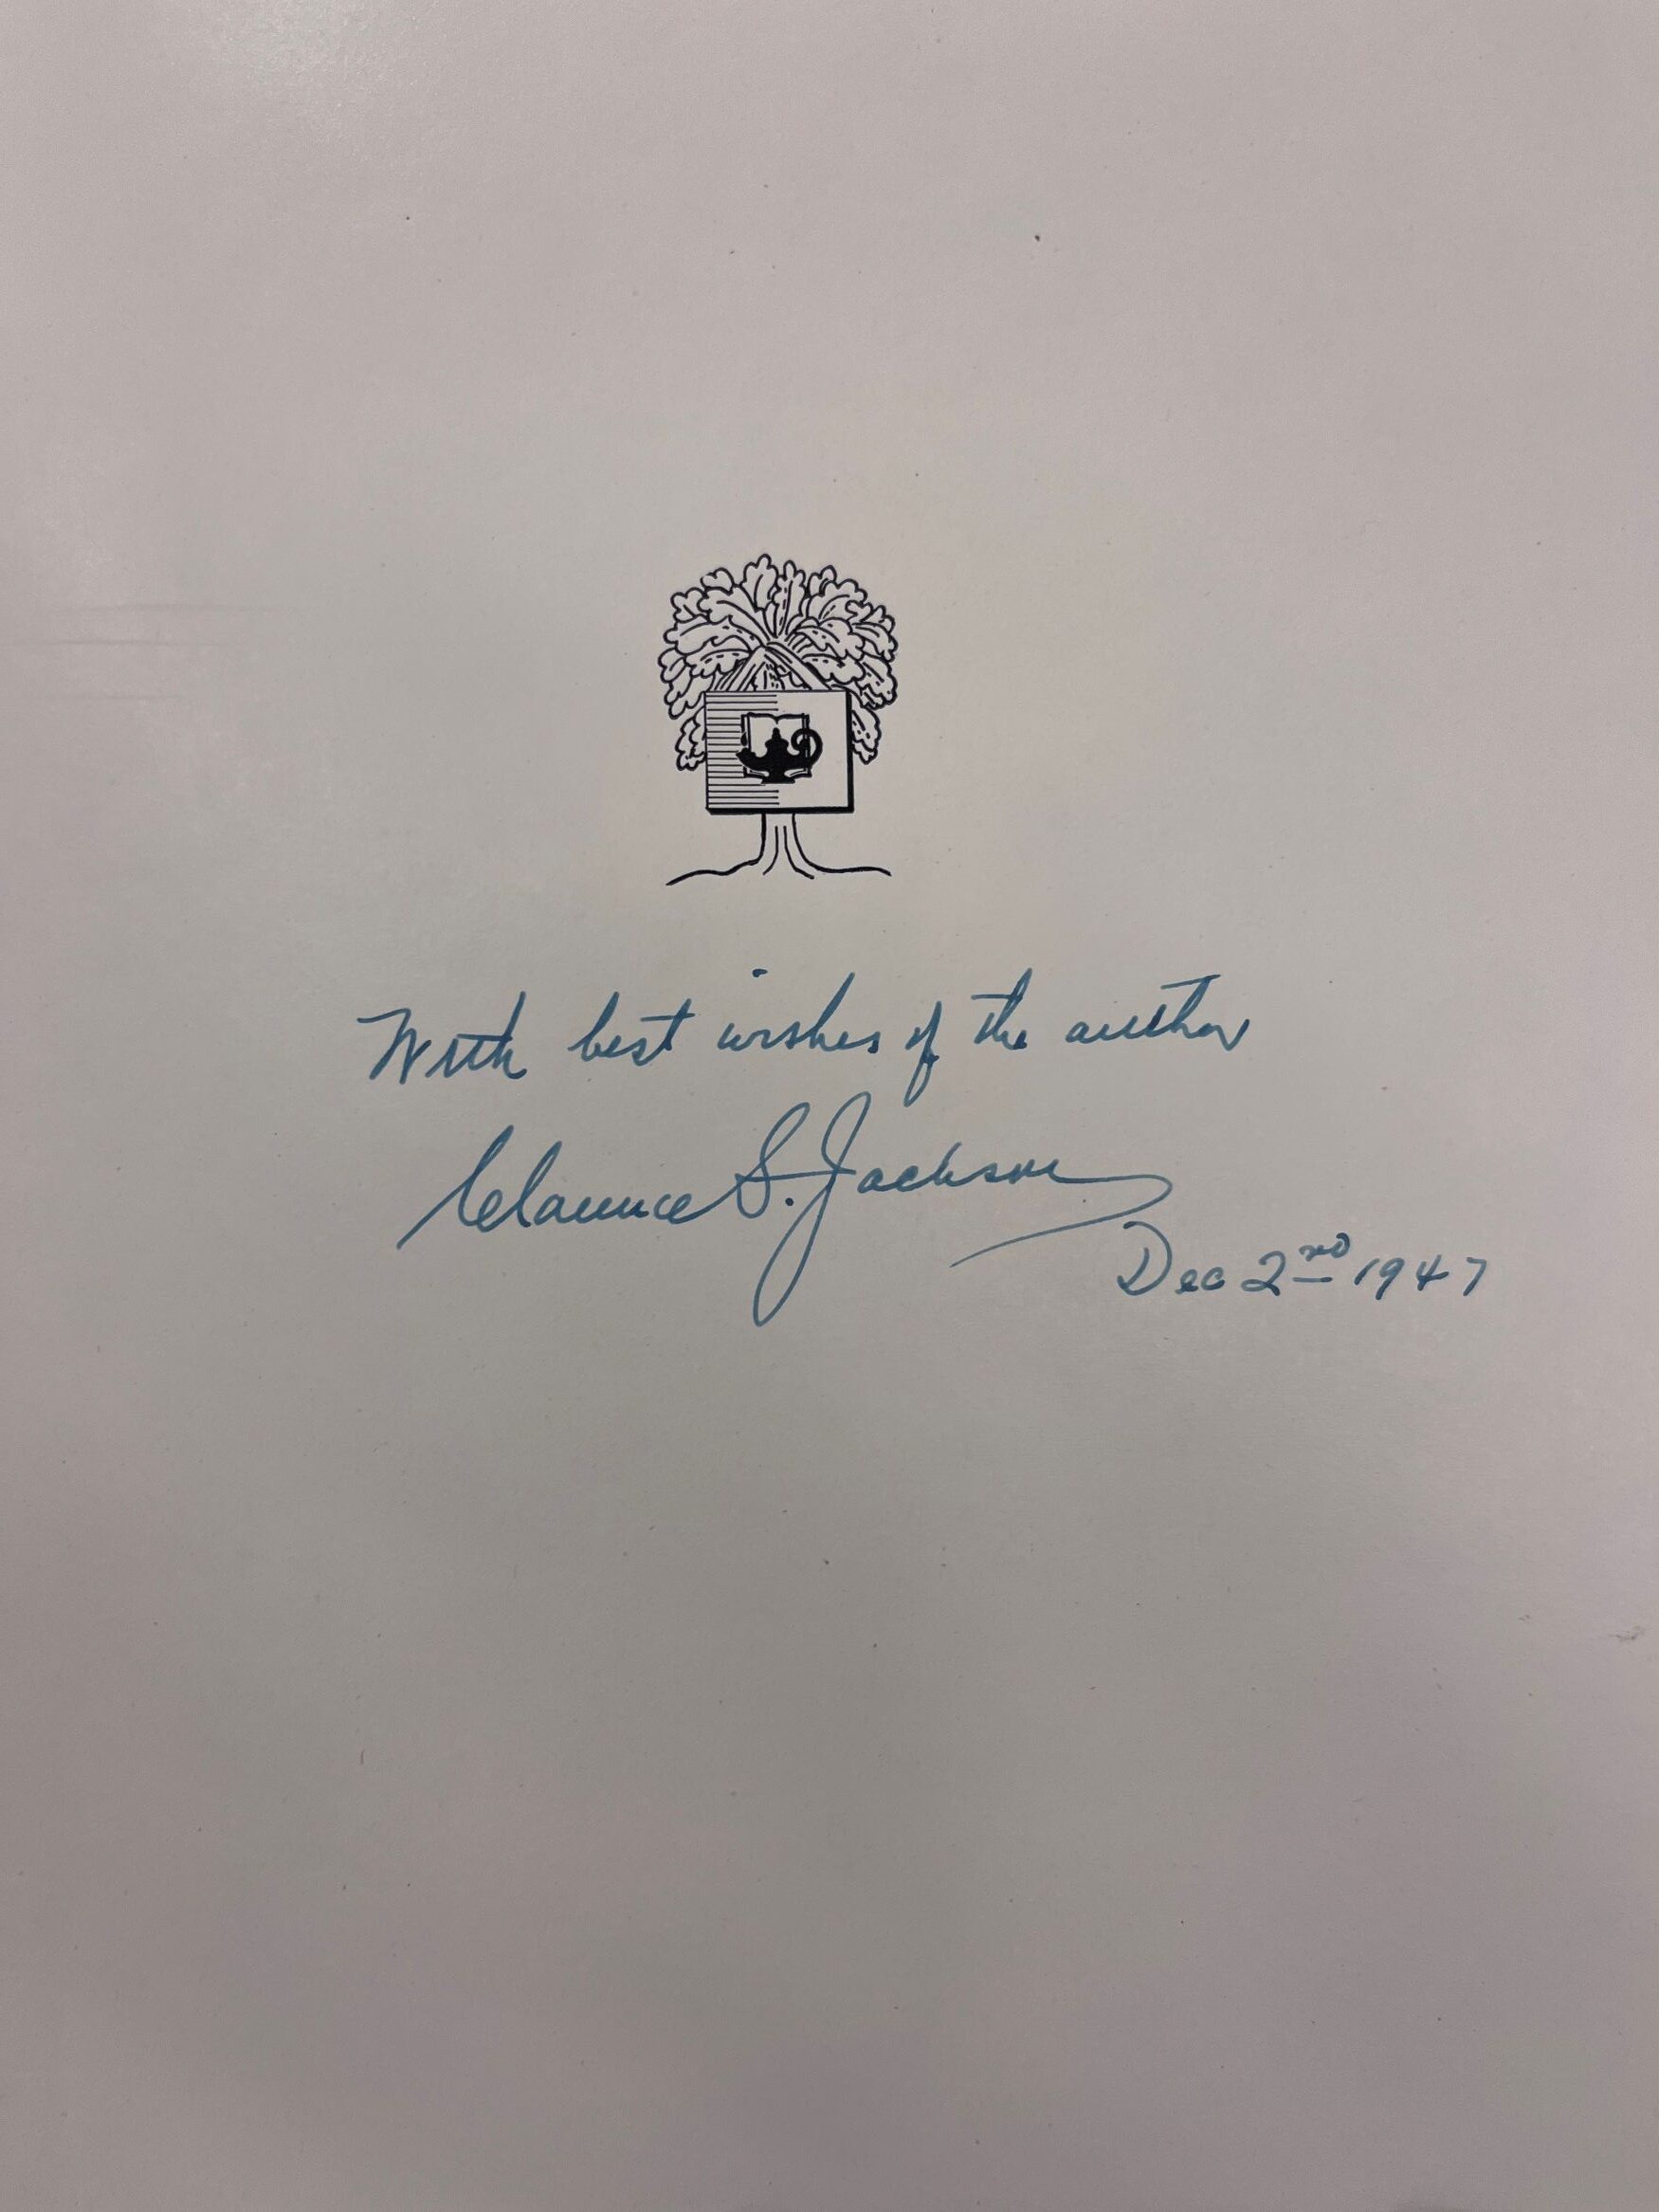 With best wishes of the author
Clarence S. Jackson
Dec 2nd 1947